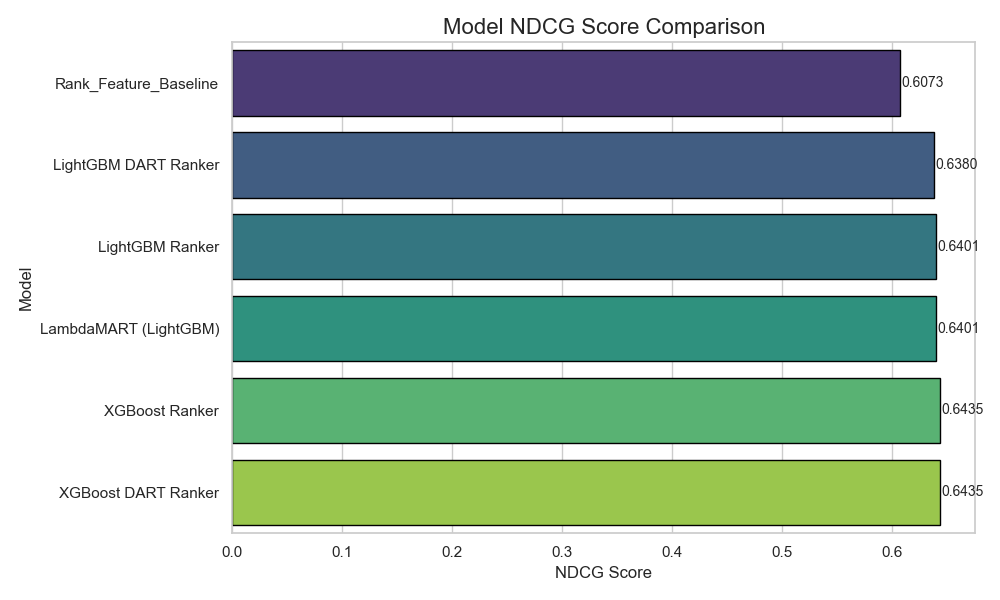 Model NDCG Score Comparison
Rank_Feature_Baseline
0.6073
LightGBM DART Ranker
0.6380
LightGBM Ranker
0.6401
Model
LambdaMART (LightGBM)
0.6401
XGBoost Ranker
0.6435
XGBoost DART Ranker
0.6435
0.0 0.1 0.2 0.3 0.4 0.5 0.6
NDCG Score